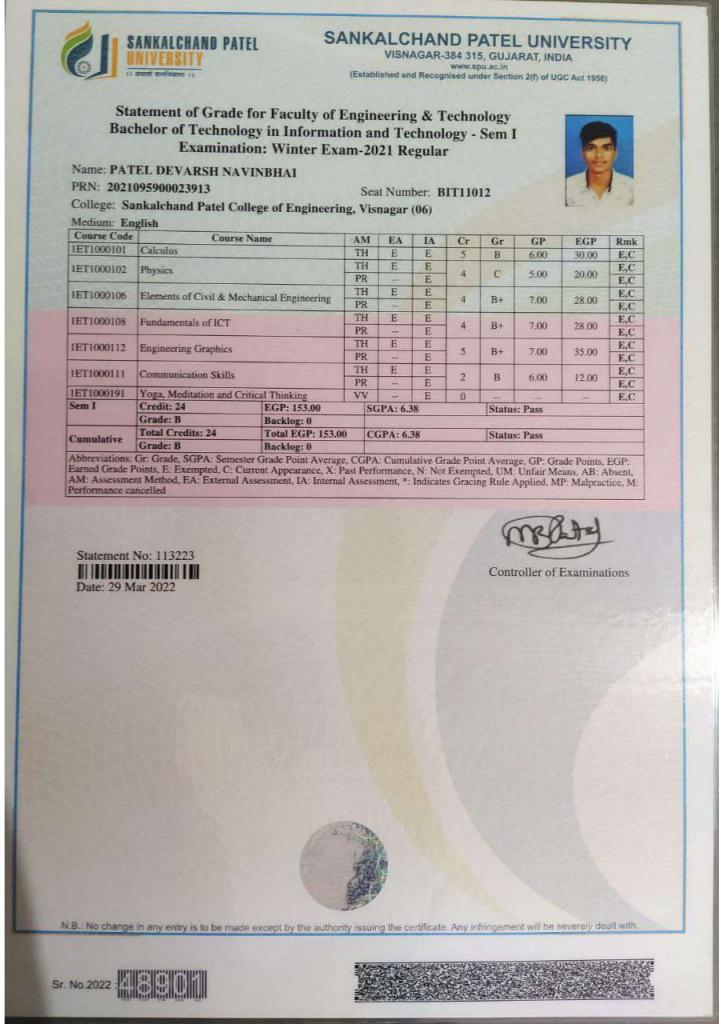 SANKALCHAND PATEL
UNIVERSITY
SANKALCHAND PATEL UNIVERSITY
VISNAGAR-384 315, GUJARAT, INDIA
www.spu.ac.in
(Established and Recognised under Section 2(f) of UGC Act 1956)
Statement of Grade for Faculty of Engineering & Technology
Bachelor of Technology in Information and Technology - Sem I
Examination: Winter Exam-2021 Regular
Name: PATEL DEVARSH NAVINBHAI
PRN: 2021095900023913 Seat Number: BIT11012
College: Sankalchand Patel College of Engineering, Visnagar (06)
Medium: English
Course Code Course Name AM EA IA Cr Gr GP EGP Rmk
1ET1000101 Calculus TH E E 5 B 6.00 30.00 E,C
1ET1000102 Physics TH E E 4 C 5.00 20.00 E,C
PR -- E E,C
1ET1000106 Elements of Civil & Mechanical Engineering TH E E 4 B+ 7.00 28.00 E,C
PR -- E E,C
1ET1000108 Fundamentals of ICT TH E E 4 B+ 7.00 28.00 E,C
PR -- E E,C
1ET1000112 Engineering Graphics TH E E 5 B+ 7.00 35.00 E,C
PR -- E E,C
1ET1000111 Communication Skills TH E E 2 B 6.00 12.00 E,C
PR -- E E,C
1ET1000191 Yoga, Meditation and Critical Thinking VV -- E 0 -- -- -- E,C
Sem I Credit: 24 EGP: 153.00 SGPA: 6.38 Status: Pass
Grade: B Backlog: 0
Cumulative Total Credits: 24 Total EGP: 153.00 CGPA: 6.38 Status: Pass
Grade: B Backlog: 0
Abbreviations: Gr: Grade, SGPA: Semester Grade Point Average, CGPA: Cumulative Grade Point Average, GP: Grade Points, EGP:
Earned Grade Points, E: Exempted, C: Current Appearance, X: Past Performance, N: Not Exempted, UM: Unfair Means, AB: Absent,
AM: Assessment Method, EA: External Assessment, IA: Internal Assessment, *: Indicates Gracing Rule Applied, MP: Malpractice, M:
Performance cancelled
Statement No: 113223
Date: 29 Mar 2022
Controller of Examinations
N.B.: No change in any entry is to be made except by the authority issuing the certificate. Any infringement will be severely dealt with.
Sr. No.2022 : 48901